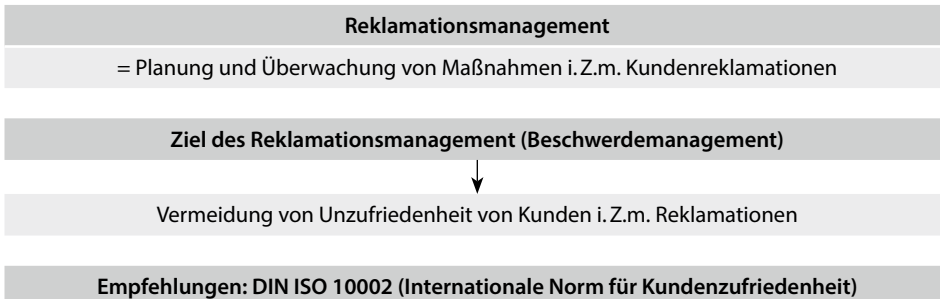 Reklamationsmanagement
= Planung und Überwachung von Maßnahmen i. Z.m. Kundenreklamationen
Ziel des Reklamationsmanagement (Beschwerdemanagement)
Vermeidung von Unzufriedenheit von Kunden i. Z.m. Reklamationen
Empfehlungen: DIN ISO 10002 (Internationale Norm für Kundenzufriedenheit)